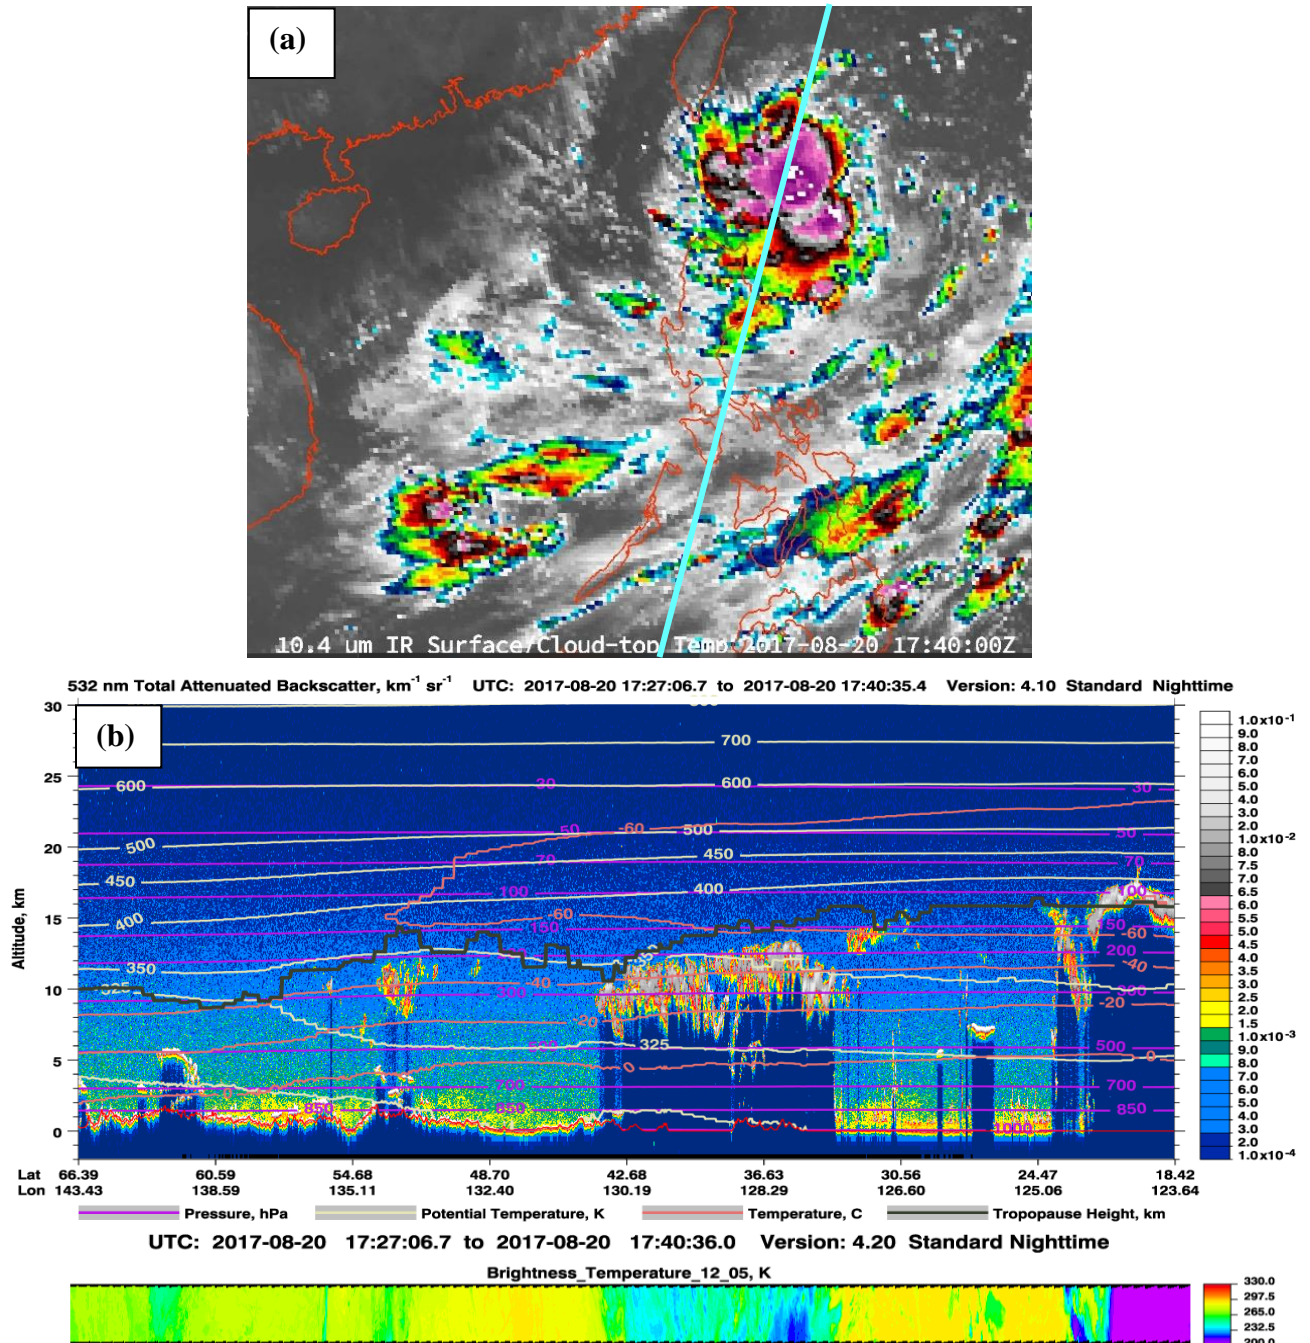 (a)
10.4 um IR Surface/Cloud-top Temp 2017-08-20 17:40:00Z
532 nm Total Attenuated Backscatter, km-1 sr-1 UTC: 2017-08-20 17:27:06.7 to 2017-08-20 17:40:35.4 Version: 4.10 Standard Nighttime
(b)
Altitude, km
30
25
20
15
10
5
0
700 700
600 30 600 30
500 50 -60 500 50
450 70 450 70
400 100 400 100
-60 150 150 -60
350 200 -40
325 -40 300 300
-20 -20
500 325 500 0
0 700 0 700
850 850 850
1000
1.0x10-1
9.0
8.0
7.0
6.0
5.0
4.0
3.0
2.0
1.0x10-2
8.0
7.5
7.0
6.5
6.0
5.5
5.0
4.5
4.0
3.5
3.0
2.5
2.0
1.5
1.0x10-3
9.0
8.0
7.0
6.0
5.0
4.0
3.0
2.0
1.0x10-4
Lat 66.39 60.59 54.68 48.70 42.68 36.63 30.56 24.47 18.42
Lon 143.43 138.59 135.11 132.40 130.19 128.29 126.60 125.06 123.64
Pressure, hPa Potential Temperature, K Temperature, C Tropopause Height, km
UTC: 2017-08-20 17:27:06.7 to 2017-08-20 17:40:36.0 Version: 4.20 Standard Nighttime
Brightness_Temperature_12_05, K
330.0
297.5
265.0
232.5
200.0